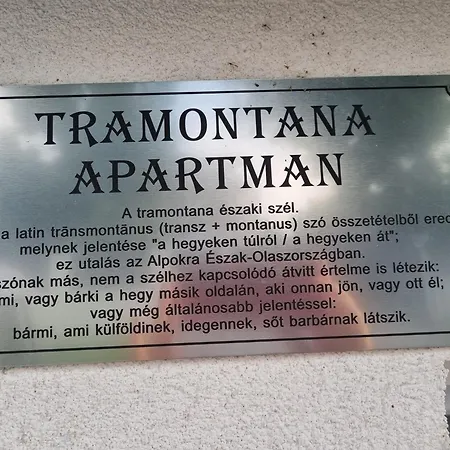 TRAMONTANA
APARTMAN
A tramontana északi szél.
a latin trānsmontānus (transz + montanus) szó összetételből ered
melynek jelentése "a hegyeken túlról / a hegyeken át";
ez utalás az Alpokra Észak-Olaszországban.
szónak más, nem a szélhez kapcsolódó átvitt értelme is létezik:
mi, vagy bárki a hegy másik oldalán, aki onnan jön, vagy ott él;
vagy még általánosabb jelentéssel:
bármi, ami külföldinek, idegennek, sőt barbárnak látszik.